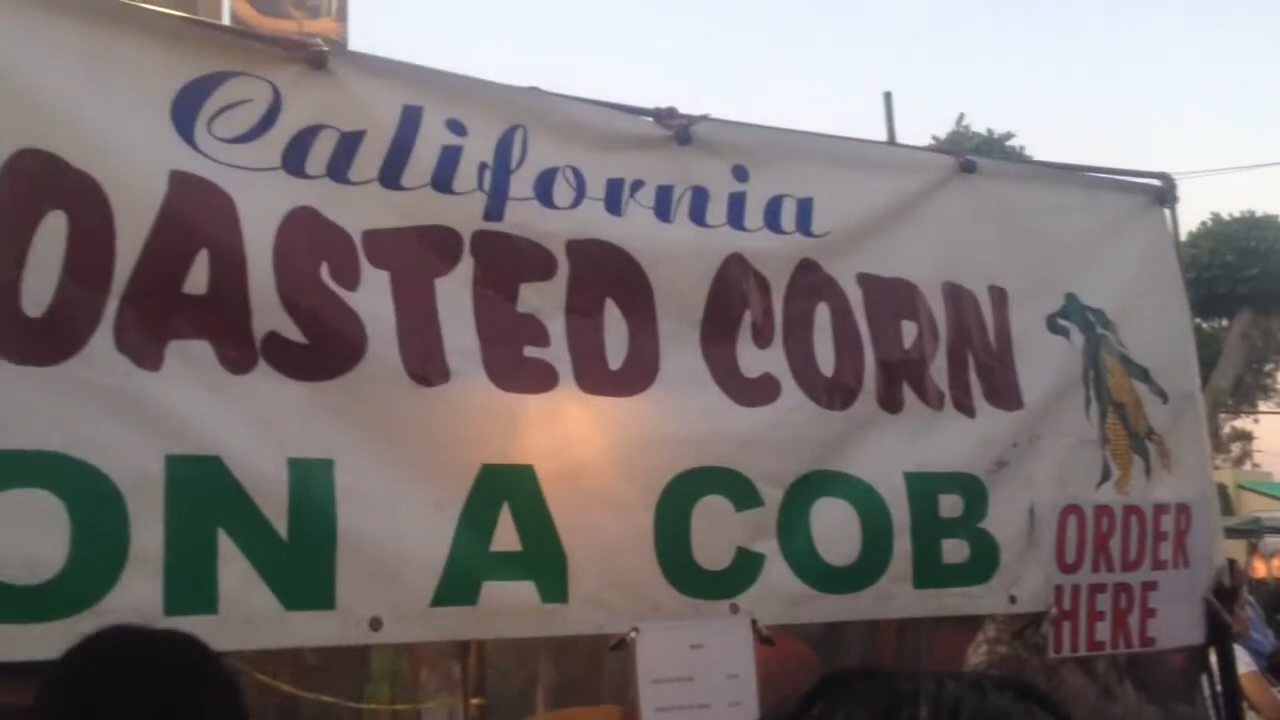 California
OASTED CORN
ON A COB
ORDER
HERE